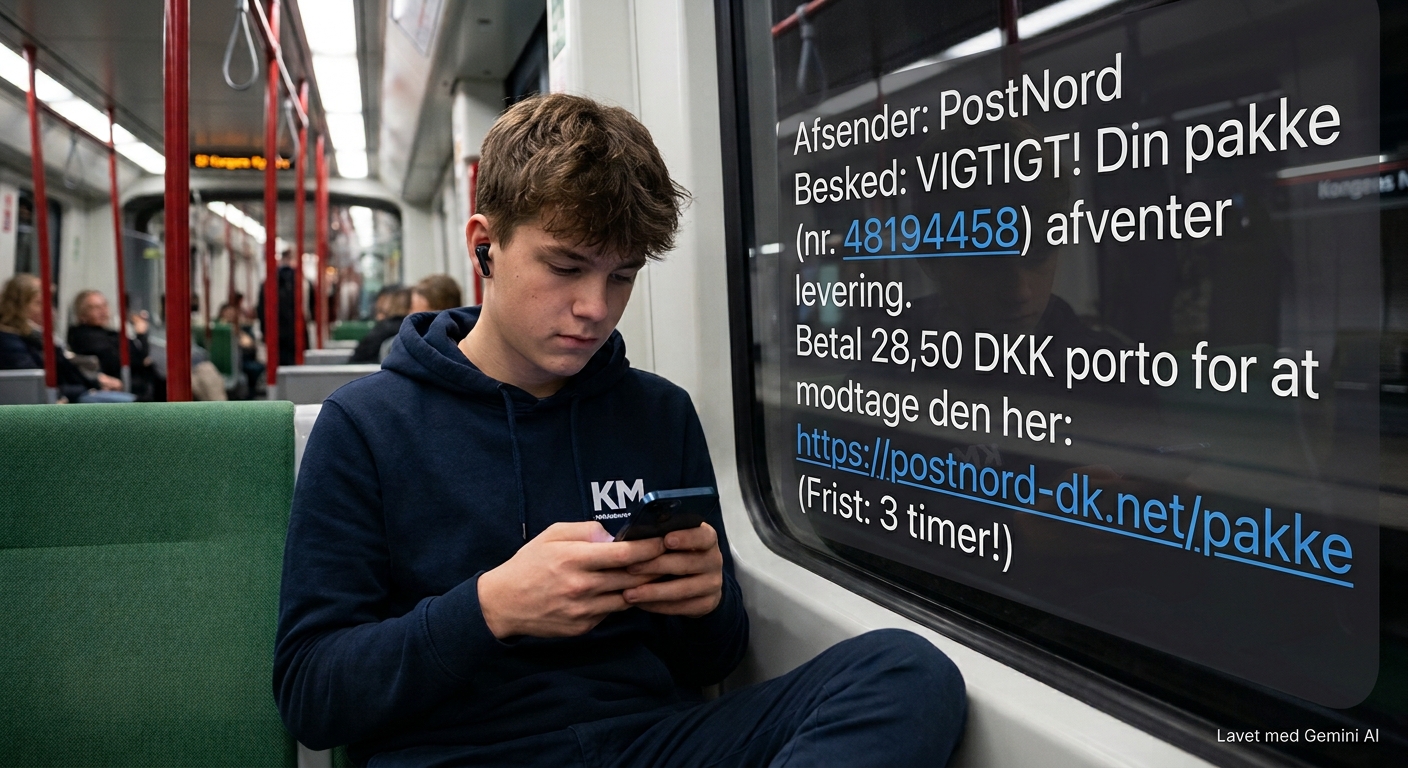 Afsender: PostNord
Besked: VIGTIGT! Din pakke
(nr. 48194458) afventer
levering.
Betal 28,50 DKK porto for at
modtage den her:
https://postnord-dk.net/pakke
(Frist: 3 timer!)
KM
Kongens N
Lavet med Gemini AI